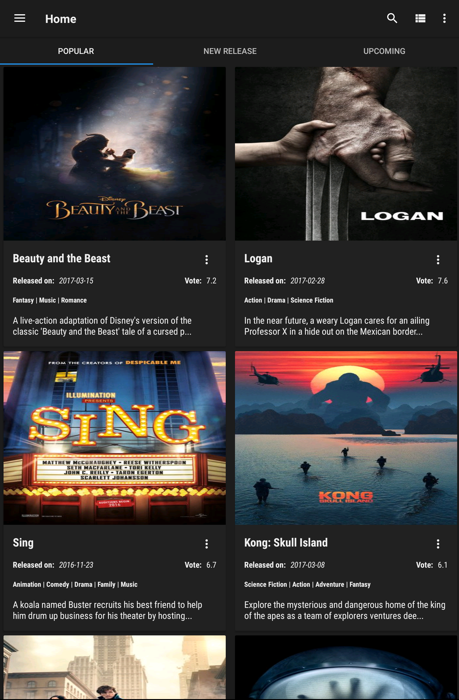 Home
POPULAR
NEW RELEASE
UPCOMING
Disney
BEAUTY AND THE BEAST
LOGAN
Beauty and the Beast
Released on: 2017-03-15
Vote: 7.2
Fantasy | Music | Romance
A live-action adaptation of Disney's version of the
classic 'Beauty and the Beast' tale of a cursed p...
Logan
Released on: 2017-02-28
Vote: 7.6
Action | Drama | Science Fiction
In the near future, a weary Logan cares for an ailing
Professor X in a hide out on the Mexican border...
FROM THE CREATORS OF DESPICABLE ME
ILLUMINATION
PRESENTS
SING
MATTHEW McCONAUGHEY • REESE WITHERSPOON
SETH MACFARLANE • TORI KELLY
JOHN C. REILLY • TARON EGERTON
SCARLETT JOHANSSON
KONG
SKULL ISLAND
Sing
Released on: 2016-11-23
Vote: 6.7
Animation | Comedy | Drama | Family | Music
A koala named Buster recruits his best friend to help
him drum up business for his theater by hosting...
Kong: Skull Island
Released on: 2017-03-08
Vote: 6.1
Science Fiction | Action | Adventure | Fantasy
Explore the mysterious and dangerous home of the king
of the apes as a team of explorers ventures dee...